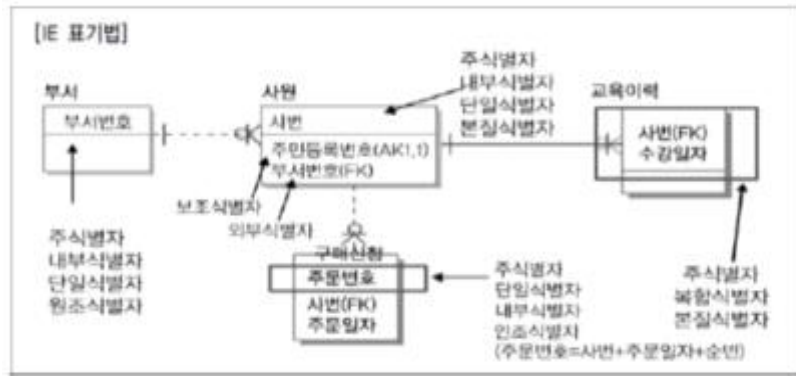 [IE 표기법]
부서
부서번호
주식별자
내부식별자
단일식별자
원조식별자
사원
사번
주민등록번호(AK1,1)
부서번호(FK)
보조식별자
외부식별자
주식별자
내부식별자
단일식별자
본질식별자
교육이력
사번(FK)
수강일자
주식별자
복합식별자
본질식별자
구매신청
주문번호
사번(FK)
주문일자
주식별자
단일식별자
내부식별자
인조식별자
(주문번호=사번+주문일자+순번)